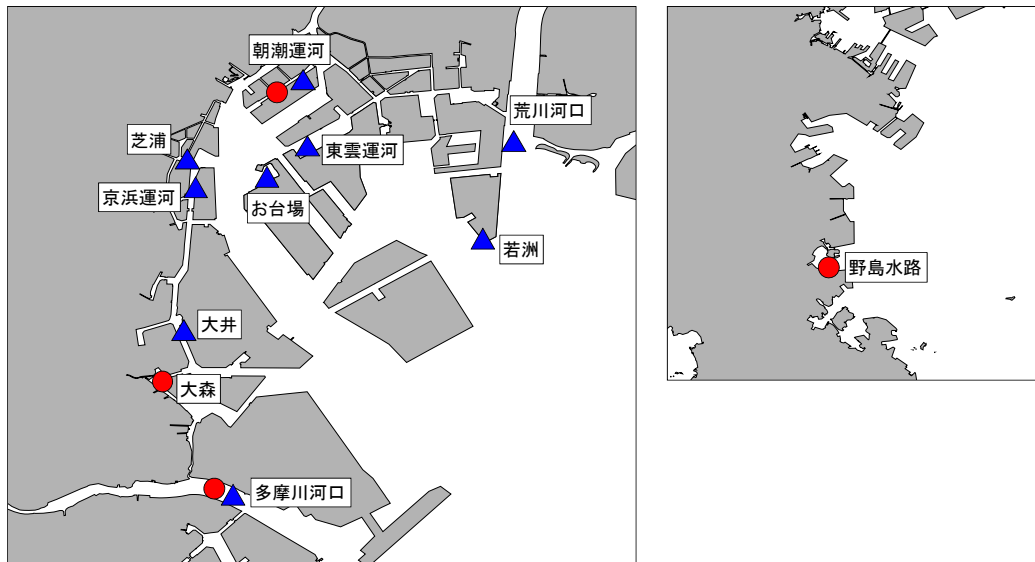 朝潮運河
荒川河口
芝浦
東雲運河
京浜運河
お台場
若洲
野島水路
大井
大森
多摩川河口